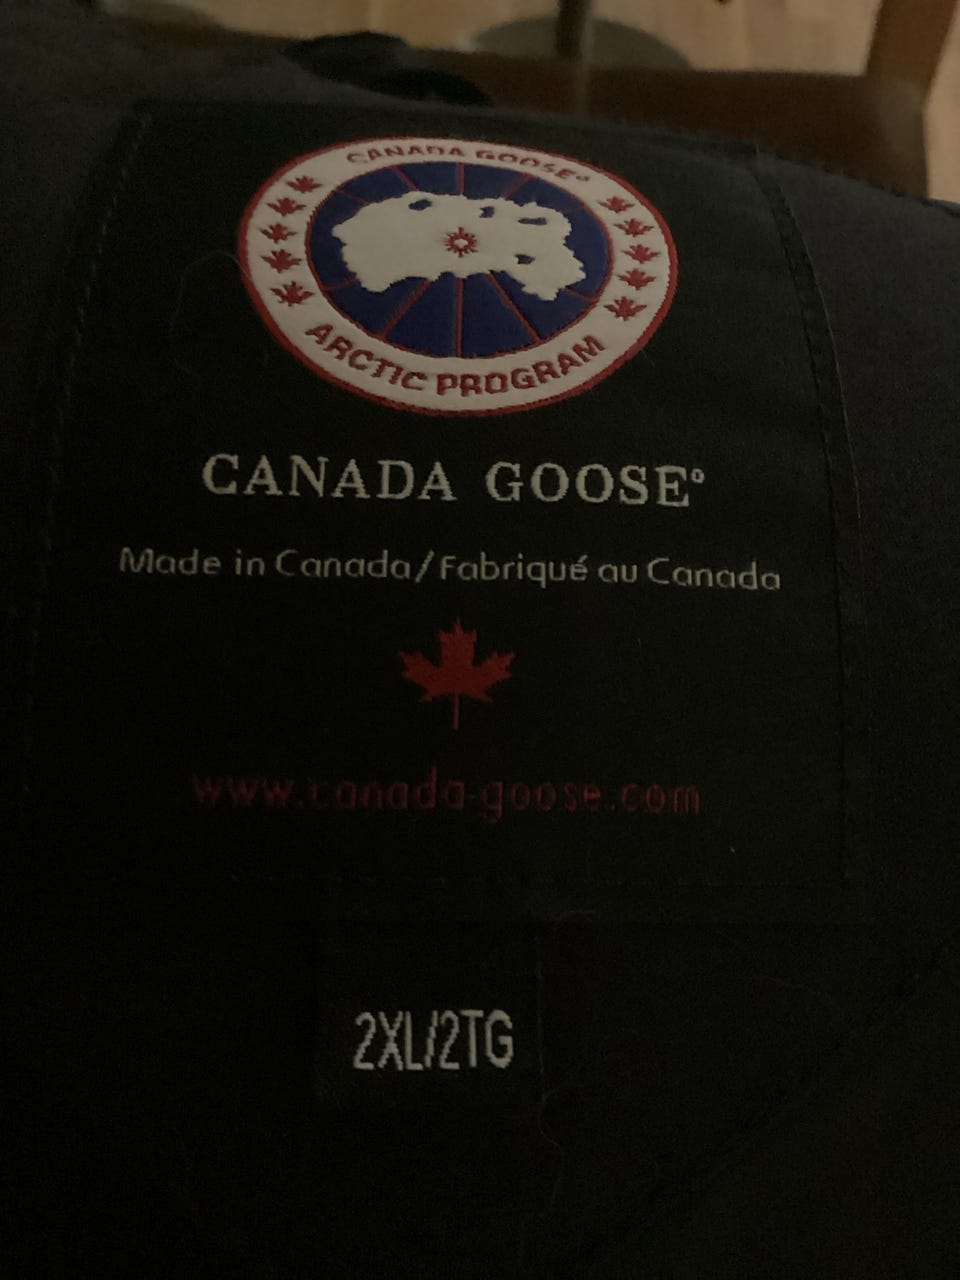 CANADA GOOSE®
ARCTIC PROGRAM
CANADA GOOSE®
Made in Canada/Fabriqué au Canada
www.canada-goose.com
2XL/2TG